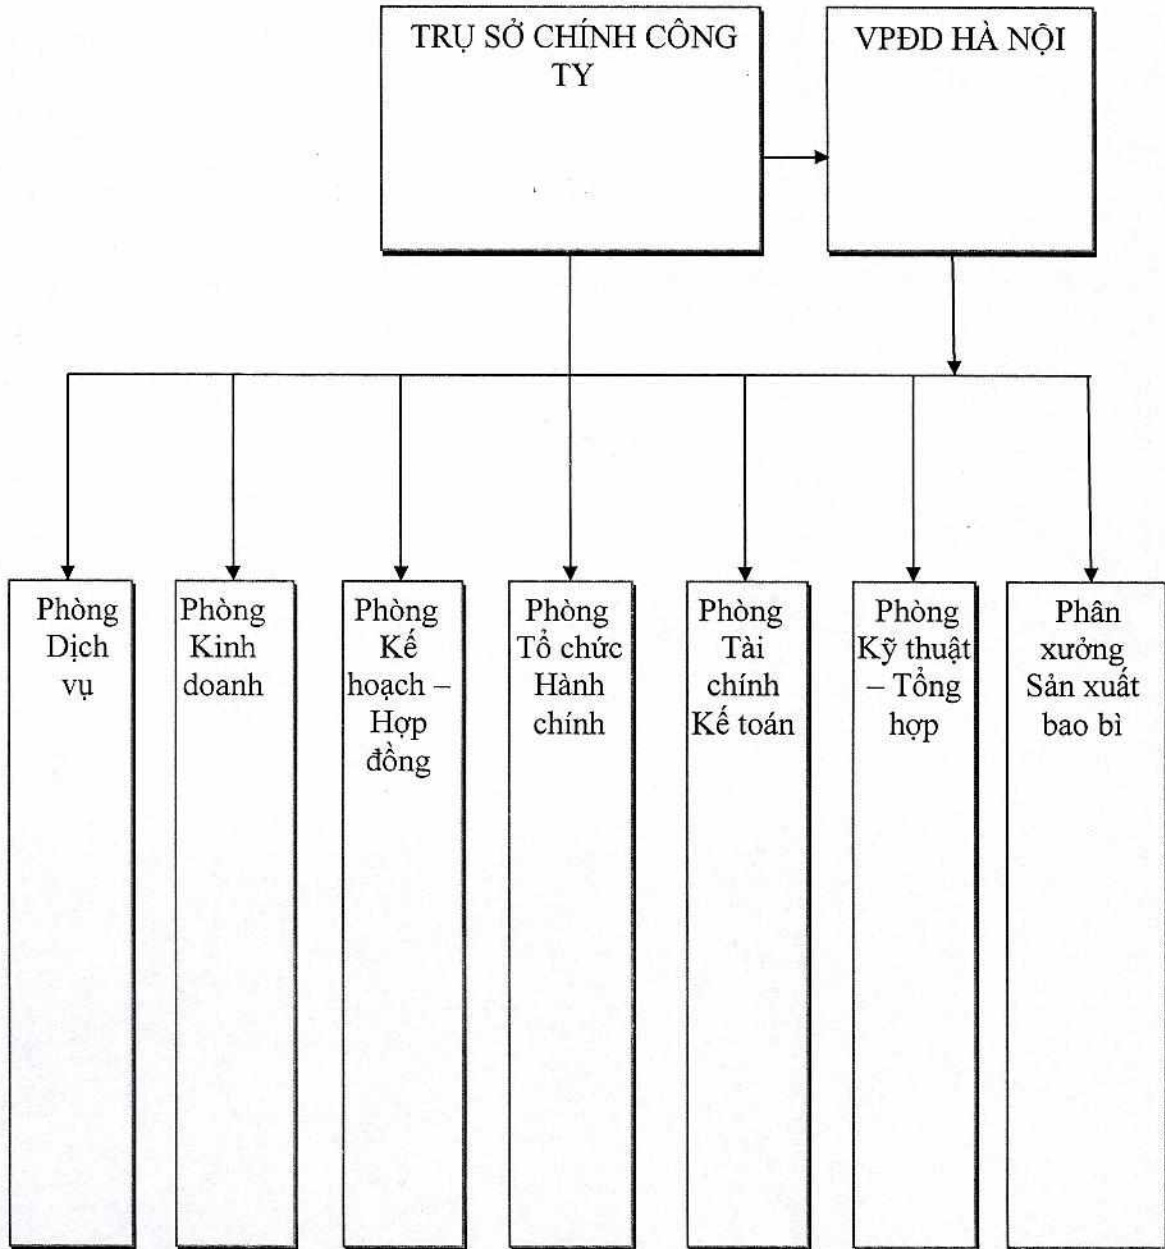 TRỤ SỞ CHÍNH CÔNG
TY
VPĐD HÀ NỘI
Phòng
Dịch
vụ
Phòng
Kinh
doanh
Phòng
Kế
hoạch –
Hợp
đồng
Phòng
Tổ chức
Hành
chính
Phòng
Tài
chính
Kế toán
Phòng
Kỹ thuật
– Tổng
hợp
Phân
xưởng
Sản xuất
bao bì